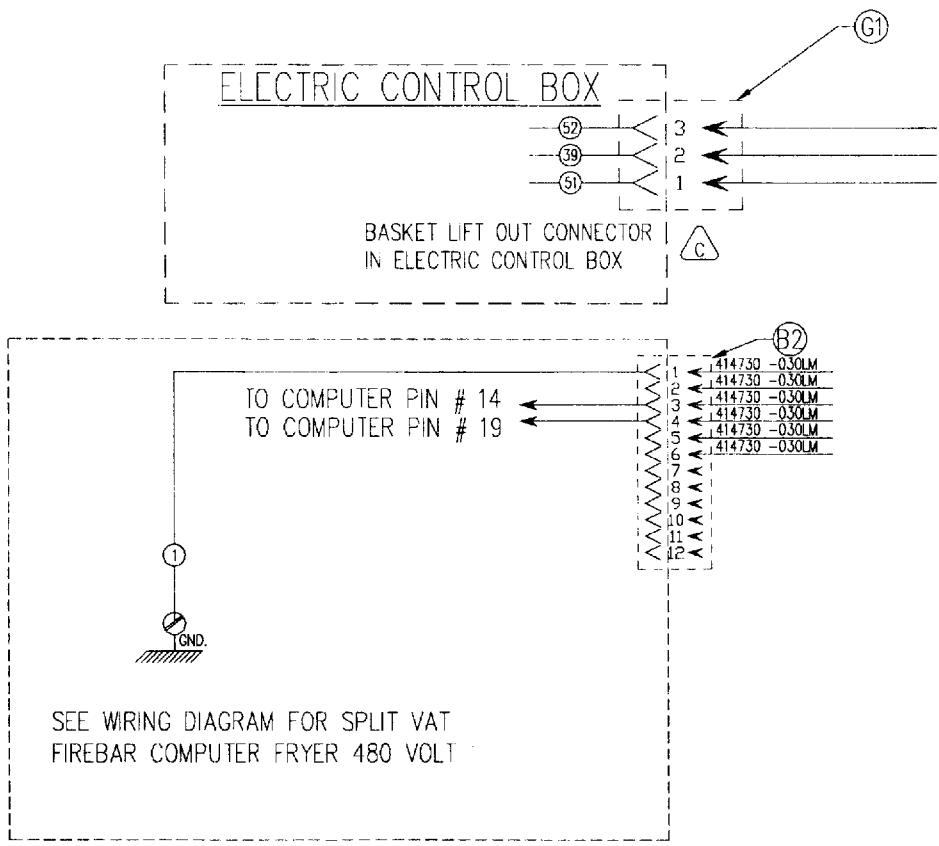 G1
ELECTRIC CONTROL BOX
52 3
39 2
51 1
BASKET LIFT OUT CONNECTOR
IN ELECTRIC CONTROL BOX
C
B2
1 414730 -030LM
2 414730 -030LM
TO COMPUTER PIN # 14
3 414730 -030LM
TO COMPUTER PIN # 19
4 414730 -030LM
5 414730 -030LM
6 414730 -030LM
7
8
9
10
11
12
1
GND.
SEE WIRING DIAGRAM FOR SPLIT VAT
FIREBAR COMPUTER FRYER 480 VOLT